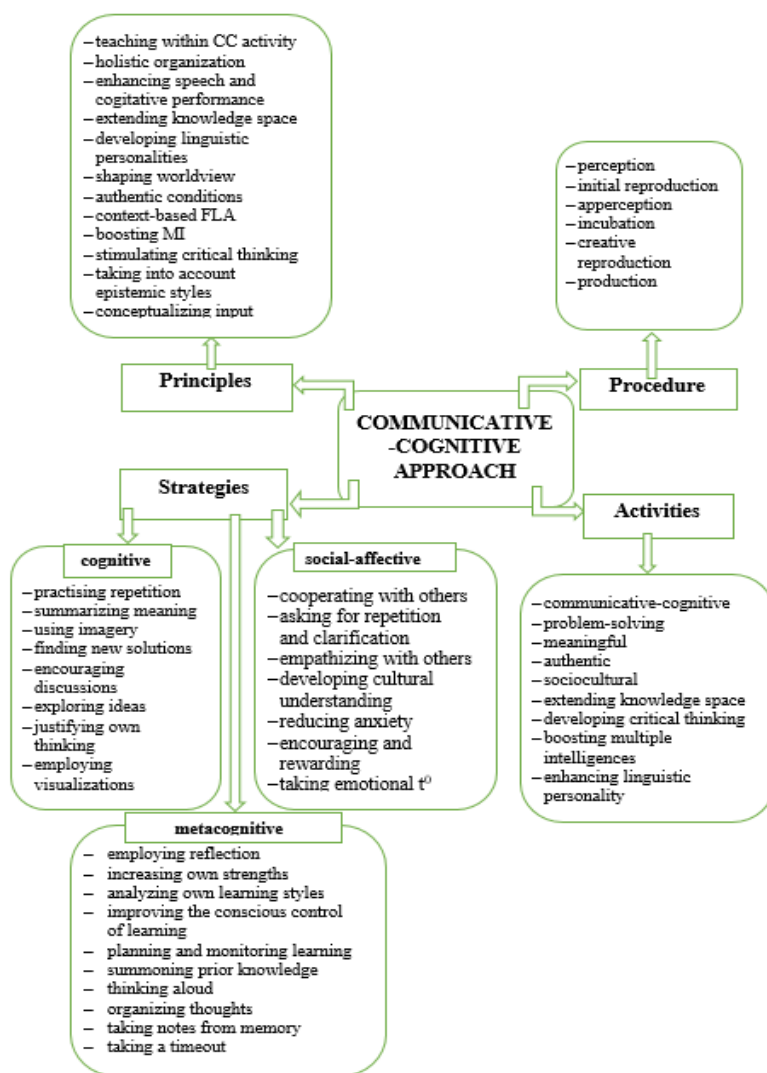 – teaching within CC activity
– holistic organization
– enhancing speech and
cogitative performance
– extending knowledge space
– developing linguistic
personalities
– shaping worldview
– authentic conditions
– context-based FLA
– boosting MI
– stimulating critical thinking
– taking into account
epistemic styles
– conceptualizing input
Principles
– perception
– initial reproduction
– apperception
– incubation
– creative
reproduction
– production
Procedure
COMMUNICATIVE
-COGNITIVE
APPROACH
Strategies
cognitive
– practising repetition
– summarizing meaning
– using imagery
– finding new solutions
– encouraging
discussions
– exploring ideas
– justifying own
thinking
– employing
visualizations
social-affective
– cooperating with others
– asking for repetition
and clarification
– empathizing with others
– developing cultural
understanding
– reducing anxiety
– encouraging and
rewarding
– taking emotional t⁰
metacognitive
– employing reflection
– increasing own strengths
– analyzing own learning styles
– improving the conscious control
of learning
– planning and monitoring learning
– summoning prior knowledge
– thinking aloud
– organizing thoughts
– taking notes from memory
– taking a timeout
Activities
– communicative-cognitive
– problem-solving
– meaningful
– authentic
– sociocultural
– extending knowledge space
– developing critical thinking
– boosting multiple
intelligences
– enhancing linguistic
personality